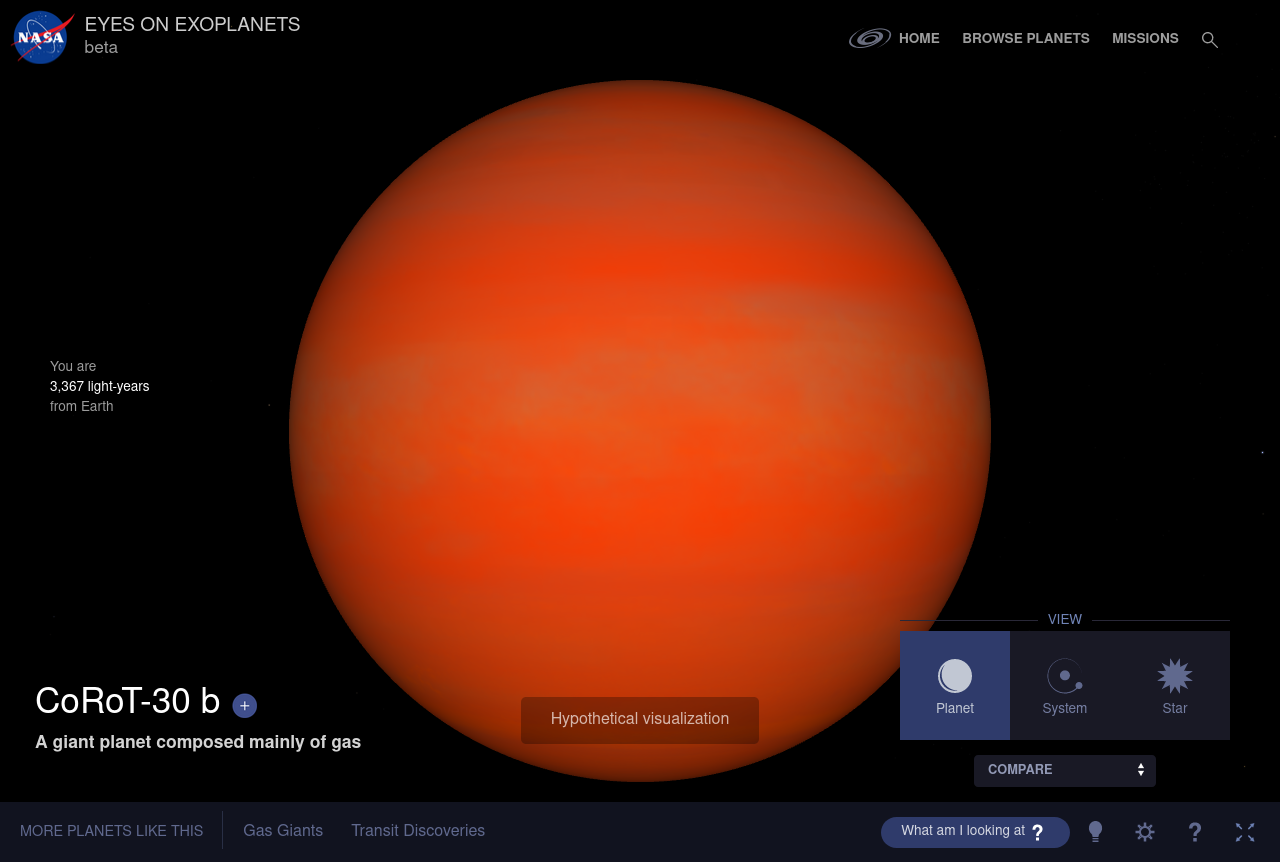 NASA
EYES ON EXOPLANETS
beta
HOME
BROWSE PLANETS
MISSIONS
You are
3,367 light-years
from Earth
VIEW
Planet
System
Star
CoRoT-30 b +
A giant planet composed mainly of gas
Hypothetical visualization
COMPARE
MORE PLANETS LIKE THIS
Gas Giants
Transit Discoveries
What am I looking at ?
?